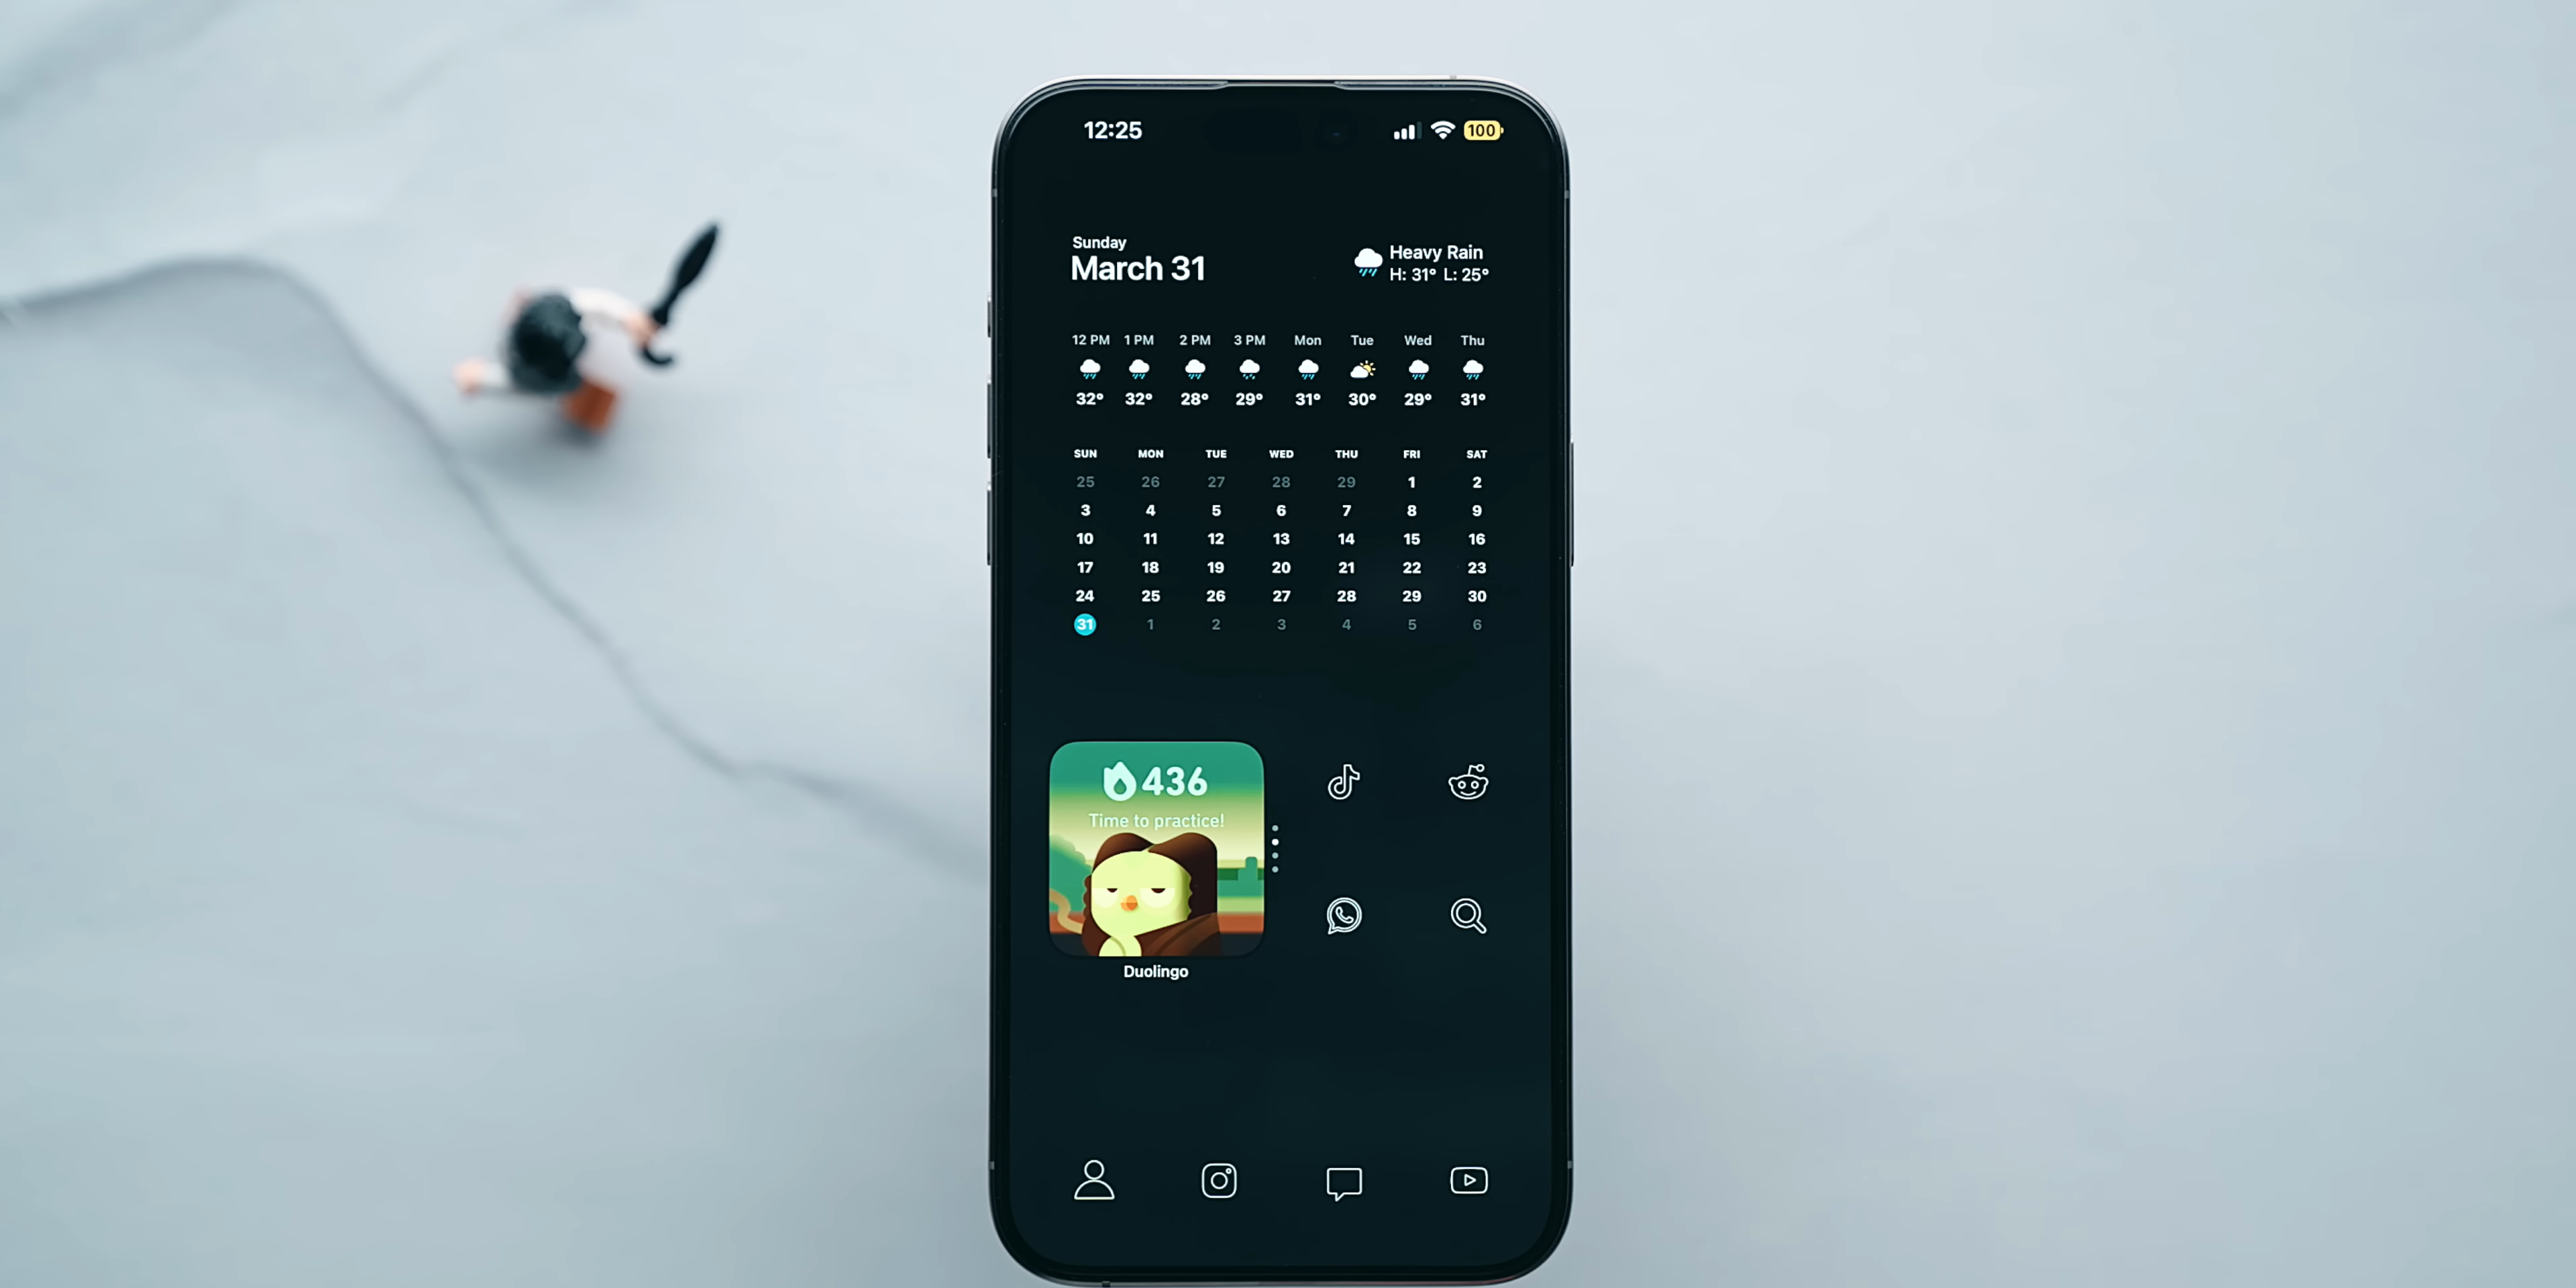 12:25 100
Sunday
March 31
Heavy Rain
H: 31° L: 25°
12 PM 1 PM 2 PM 3 PM Mon Tue Wed Thu
32° 32° 28° 29° 31° 30° 29° 31°
SUN MON TUE WED THU FRI SAT
25 26 27 28 29 1 2
3 4 5 6 7 8 9
10 11 12 13 14 15 16
17 18 19 20 21 22 23
24 25 26 27 28 29 30
31 1 2 3 4 5 6
436
Time to practice!
Duolingo